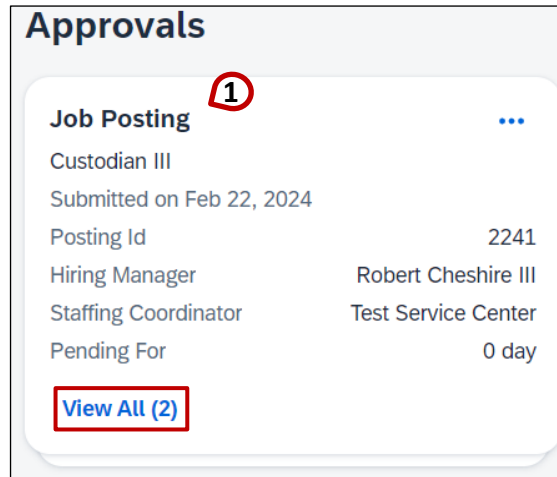 Approvals
1
Job Posting
...
Custodian III
Submitted on Feb 22, 2024
Posting Id 2241
Hiring Manager Robert Cheshire III
Staffing Coordinator Test Service Center
Pending For 0 day
View All (2)